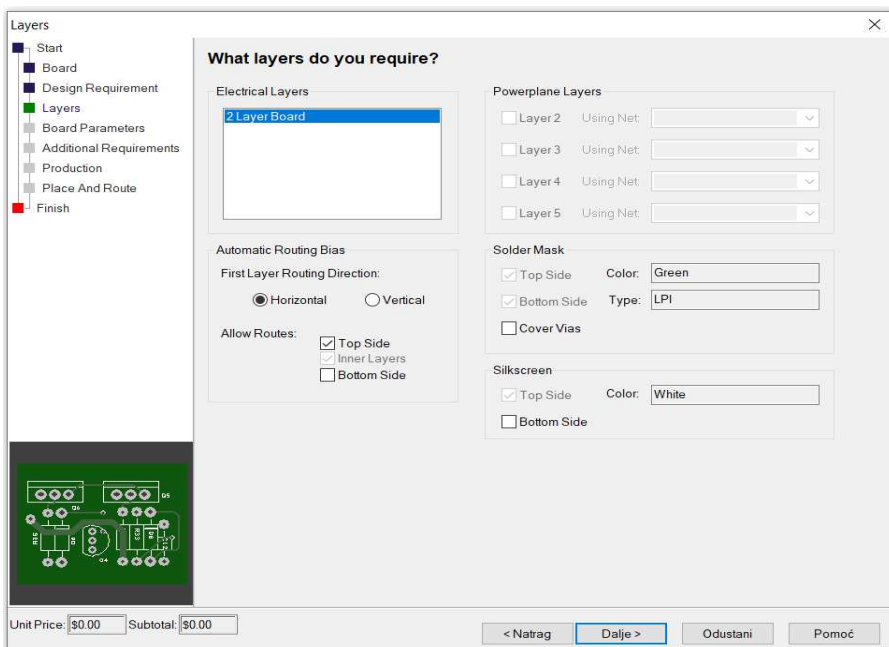 Layers
Start
Board
Design Requirement
Layers
Board Parameters
Additional Requirements
Production
Place And Route
Finish
What layers do you require?
Electrical Layers
2 Layer Board
Automatic Routing Bias
First Layer Routing Direction:
Horizontal Vertical
Allow Routes:
Top Side
Inner Layers
Bottom Side
Powerplane Layers
Layer 2 Using Net:
Layer 3 Using Net:
Layer 4 Using Net:
Layer 5 Using Net:
Solder Mask
Top Side Color: Green
Bottom Side Type: LPI
Cover Vias
Silkscreen
Top Side Color: White
Bottom Side
Q5
Q4
R33
Unit Price: $0.00 Subtotal: $0.00
< Natrag Dalje > Odustani Pomoć